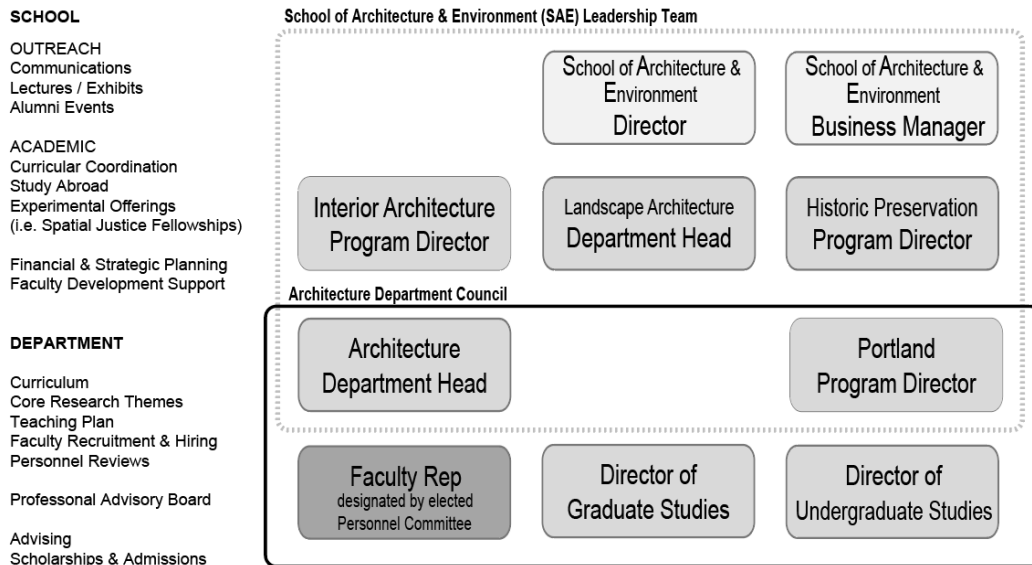 SCHOOL
OUTREACH
Communications
Lectures / Exhibits
Alumni Events
ACADEMIC
Curricular Coordination
Study Abroad
Experimental Offerings
(i.e. Spatial Justice Fellowships)
Financial & Strategic Planning
Faculty Development Support
DEPARTMENT
Curriculum
Core Research Themes
Teaching Plan
Faculty Recruitment & Hiring
Personnel Reviews
Professonal Advisory Board
Advising
Scholarships & Admissions
School of Architecture & Environment (SAE) Leadership Team
School of Architecture &
Environment
Director
School of Architecture &
Environment
Business Manager
Interior Architecture
Program Director
Landscape Architecture
Department Head
Historic Preservation
Program Director
Architecture Department Council
Architecture
Department Head
Portland
Program Director
Faculty Rep
designated by elected
Personnel Committee
Director of
Graduate Studies
Director of
Undergraduate Studies